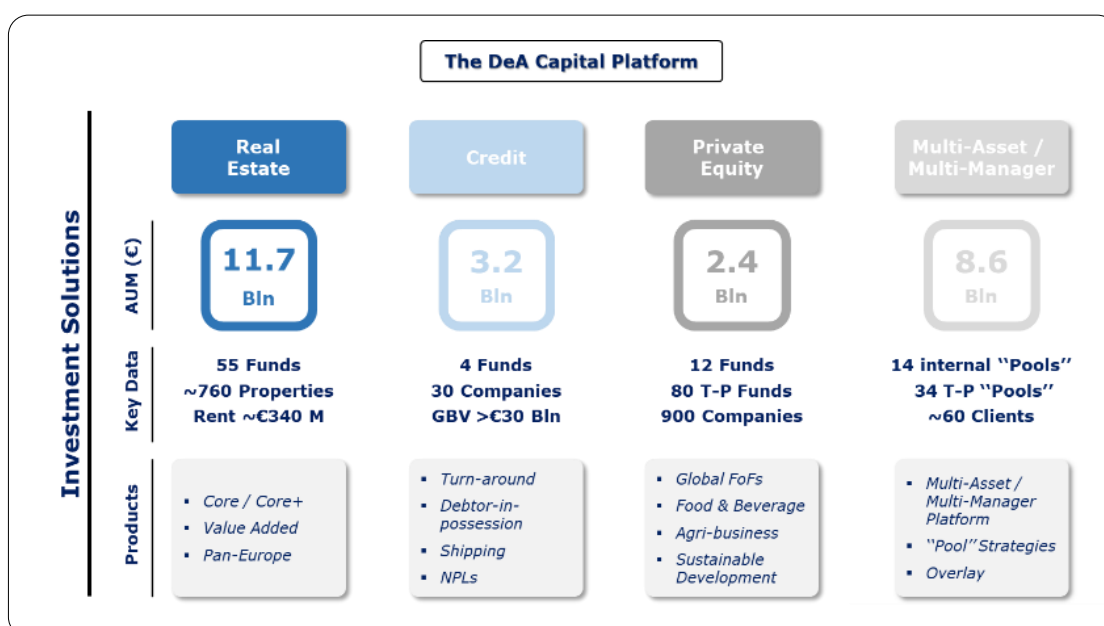 The DeA Capital Platform
Investment Solutions
Real
Estate
Credit
Private
Equity
Multi-Asset /
Multi-Manager
AUM (€)
11.7
Bln
3.2
Bln
2.4
Bln
8.6
Bln
Key Data
55 Funds
~760 Properties
Rent ~€340 M
4 Funds
30 Companies
GBV >€30 Bln
12 Funds
80 T-P Funds
900 Companies
14 internal "Pools"
34 T-P "Pools"
~60 Clients
Products
▪ Core / Core+
▪ Value Added
▪ Pan-Europe
▪ Turn-around
▪ Debtor-in-
possession
▪ Shipping
▪ NPLs
▪ Global FoFs
▪ Food & Beverage
▪ Agri-business
▪ Sustainable
Development
▪ Multi-Asset /
Multi-Manager
Platform
▪ "Pool" Strategies
▪ Overlay